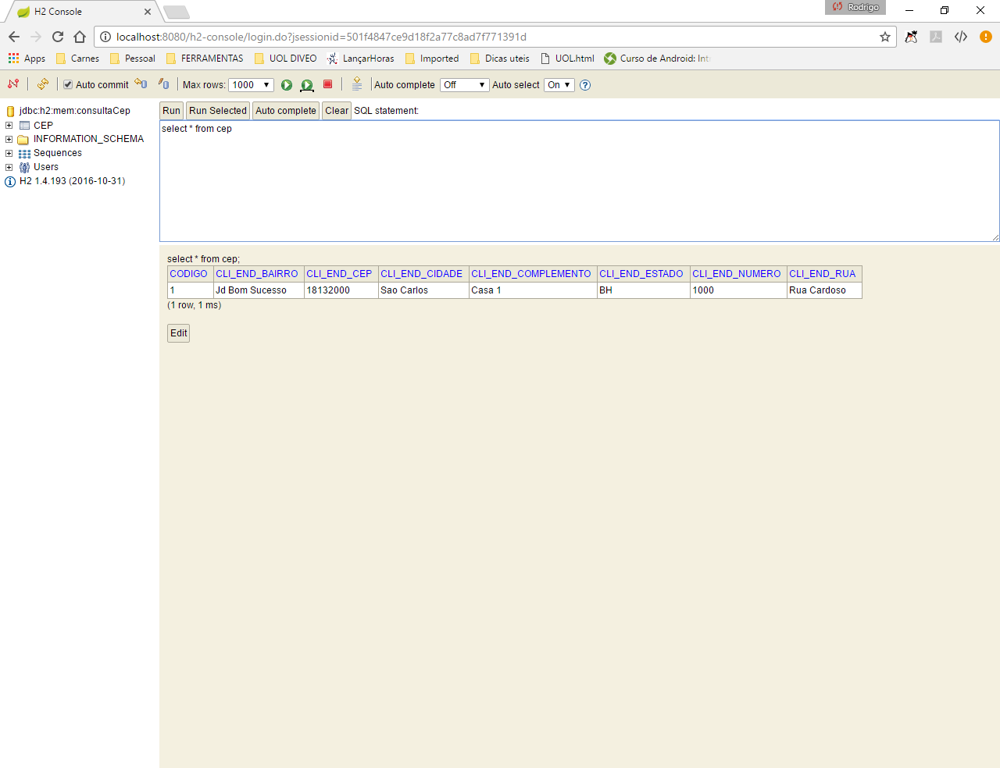 H2 Console
Rodrigo
localhost:8080/h2-console/login.do?jsessionid=501f4847ce9d18f2a77c8ad7f771391d
Apps Carnes Pessoal FERRAMENTAS UOL DIVEO LançarHoras Imported Dicas uteis UOL.html Curso de Android: Int
Auto commit Max rows: 1000 Auto complete Off Auto select On
jdbc:h2:mem:consultaCep
CEP
INFORMATION_SCHEMA
Sequences
Users
H2 1.4.193 (2016-10-31)
Run Run Selected Auto complete Clear SQL statement:
select * from cep
select * from cep;
CODIGO CLI_END_BAIRRO CLI_END_CEP CLI_END_CIDADE CLI_END_COMPLEMENTO CLI_END_ESTADO CLI_END_NUMERO CLI_END_RUA
1 Jd Bom Sucesso 18132000 Sao Carlos Casa 1 BH 1000 Rua Cardoso
(1 row, 1 ms)
Edit